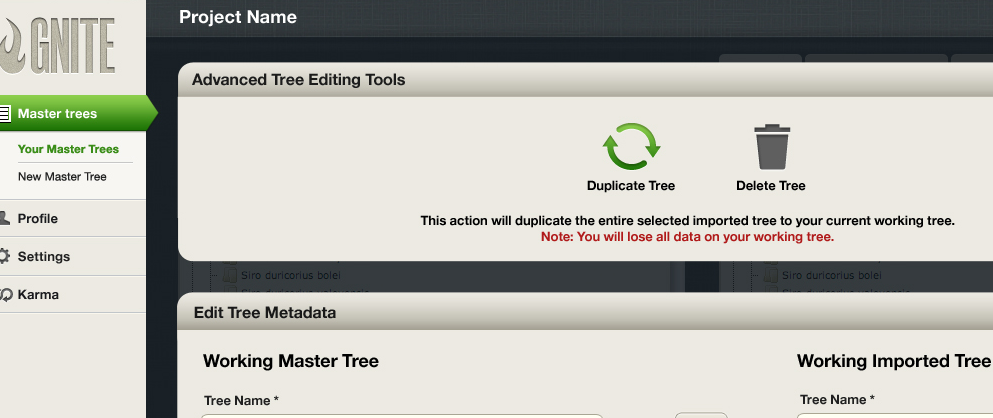 GNITE
Project Name
Master trees
Your Master Trees
New Master Tree
Profile
Settings
Karma
Advanced Tree Editing Tools
Duplicate Tree
Delete Tree
This action will duplicate the entire selected imported tree to your current working tree.
Note: You will lose all data on your working tree.
Siro duricorius bolei
Siro duricorius bolei
Edit Tree Metadata
Working Master Tree
Working Imported Tree
Tree Name *
Tree Name *